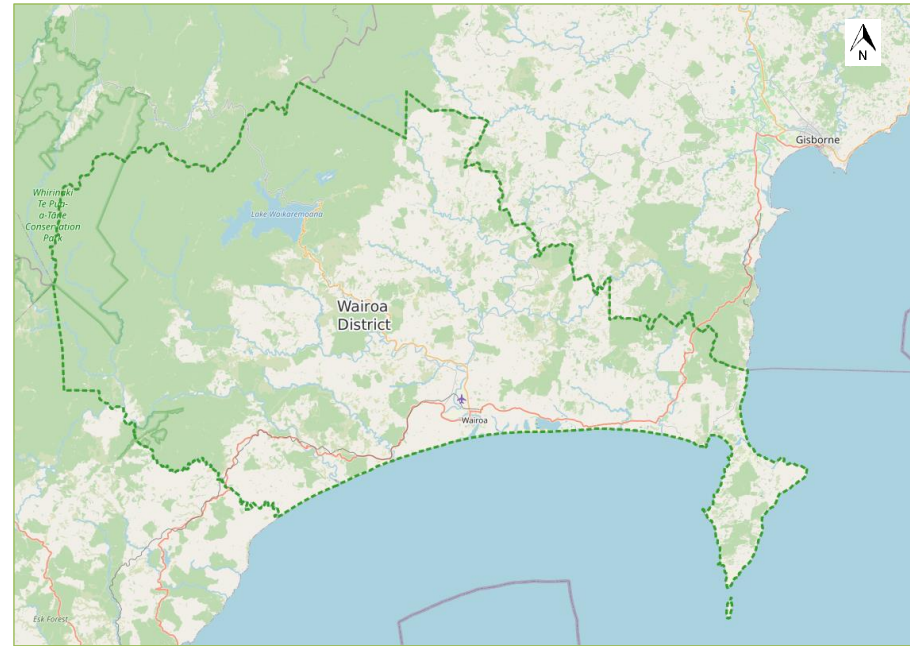 N
Gisborne
Whirinaki
Te Pua-
a-Tāne
Conservation
Park
Lake Waikaremoana
Wairoa
District
Wairoa
Esk Forest